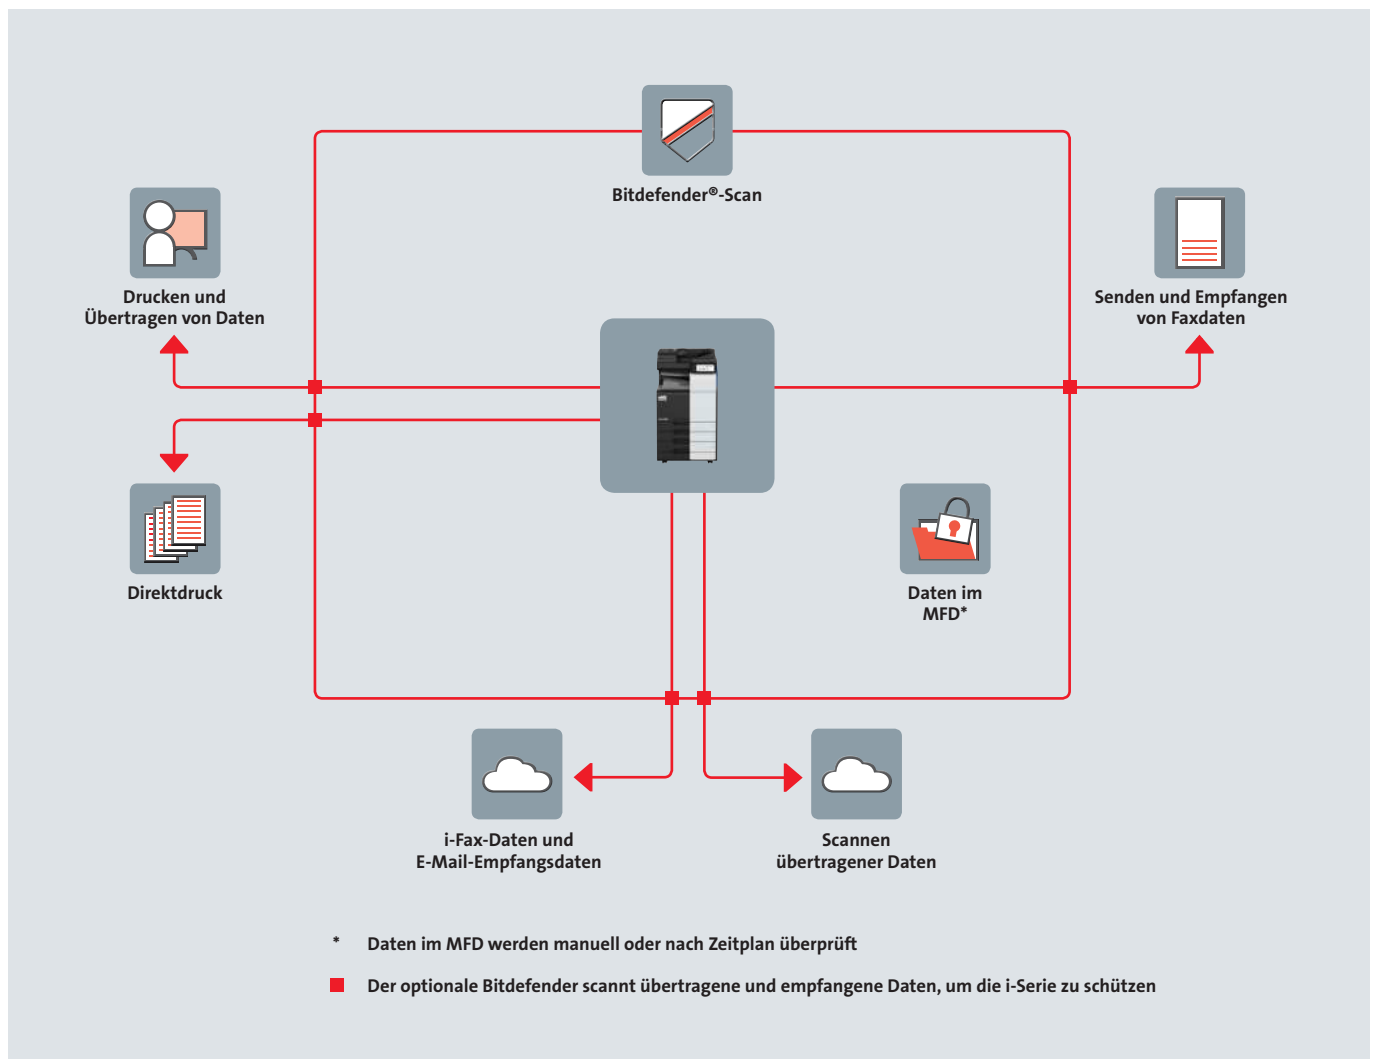 Bitdefender®-Scan
Drucken und
Übertragen von Daten
Senden und Empfangen
von Faxdaten
Direktdruck
Daten im
MFD*
i-Fax-Daten und
E-Mail-Empfangsdaten
Scannen
übertragener Daten
* Daten im MFD werden manuell oder nach Zeitplan überprüft
Der optionale Bitdefender scannt übertragene und empfangene Daten, um die i-Serie zu schützen